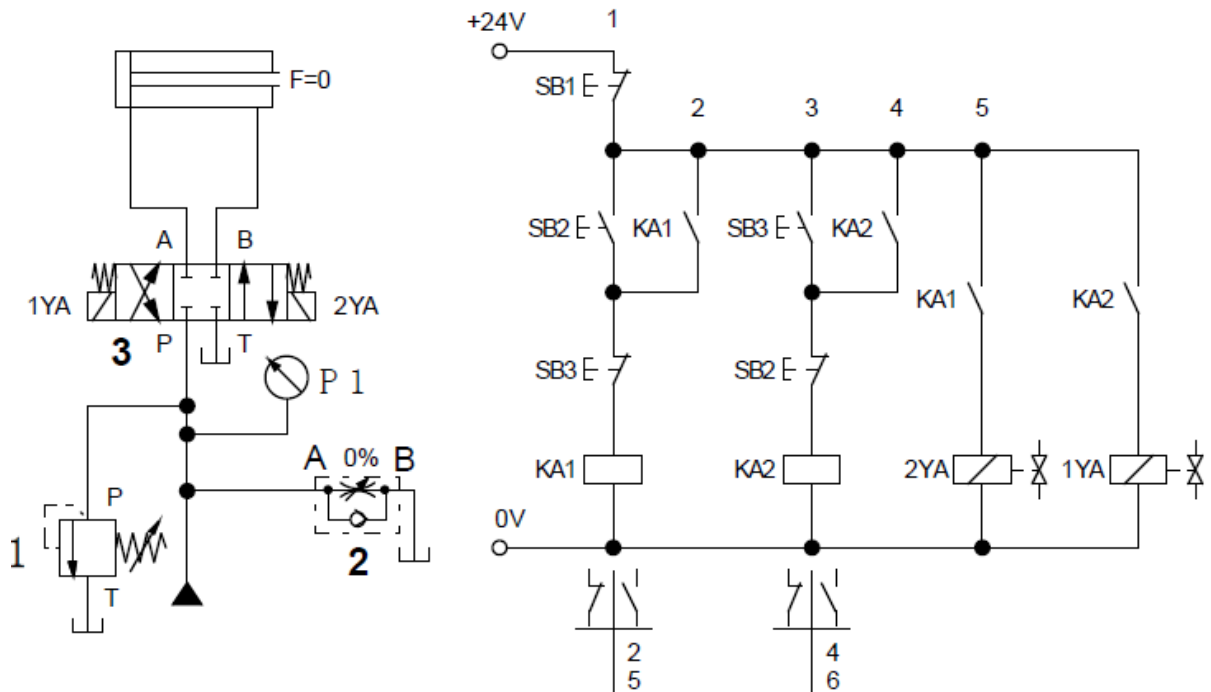 F=0
A B
1YA 2YA
3 P T
P 1
A 0% B
P
1 2
T
+24V 1
SB1
2 3 4 5
SB2 KA1 SB3 KA2
KA1 KA2
SB3 SB2
KA1 KA2 2YA 1YA
0V
2 4
5 6